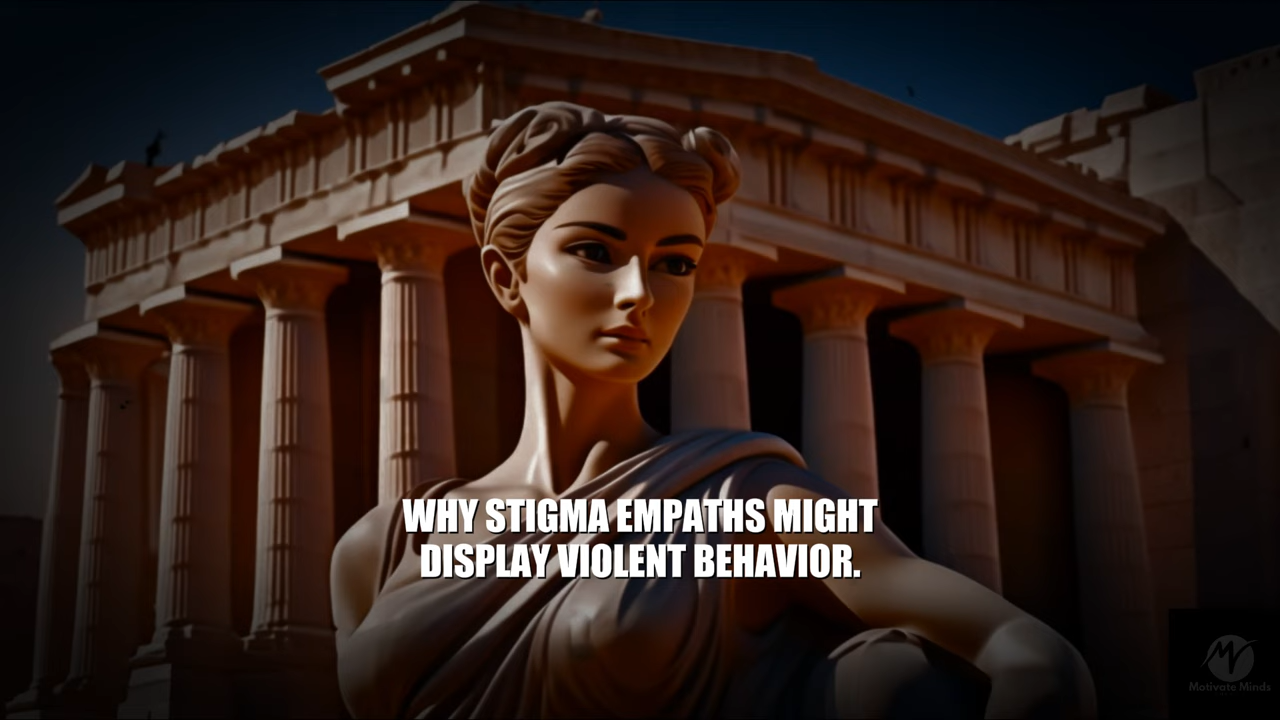 WHY STIGMA EMPATHS MIGHT
DISPLAY VIOLENT BEHAVIOR.
Motivate Minds